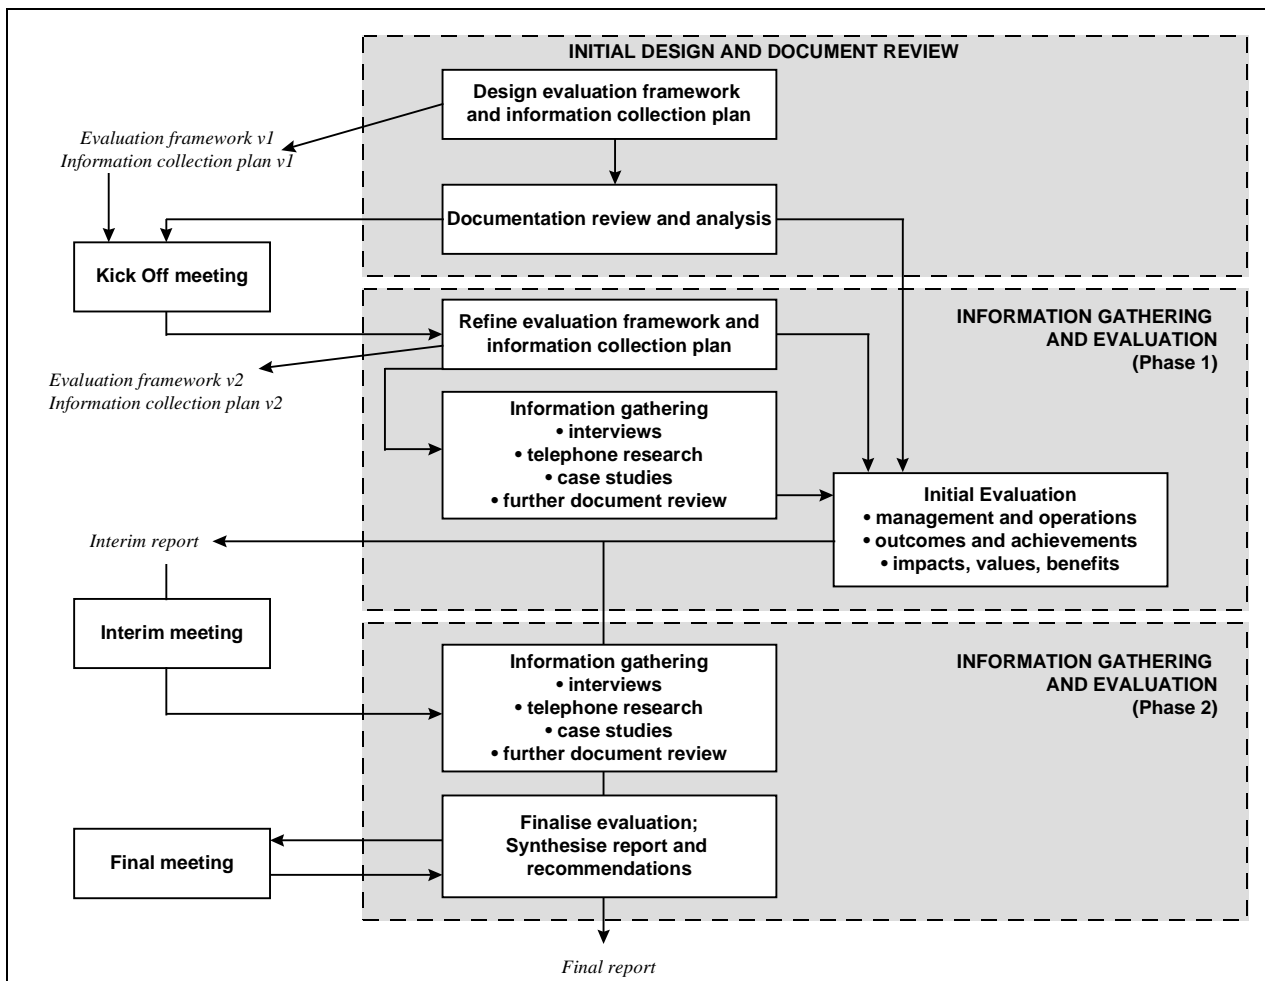 INITIAL DESIGN AND DOCUMENT REVIEW
Design evaluation framework
and information collection plan
Evaluation framework v1
Information collection plan v1
Documentation review and analysis
Kick Off meeting
Refine evaluation framework and
information collection plan
INFORMATION GATHERING
AND EVALUATION
(Phase 1)
Evaluation framework v2
Information collection plan v2
Information gathering
• interviews
• telephone research
• case studies
• further document review
Initial Evaluation
• management and operations
• outcomes and achievements
• impacts, values, benefits
Interim report
Interim meeting
Information gathering
• interviews
• telephone research
• case studies
• further document review
INFORMATION GATHERING
AND EVALUATION
(Phase 2)
Finalise evaluation;
Synthesise report and
recommendations
Final meeting
Final report